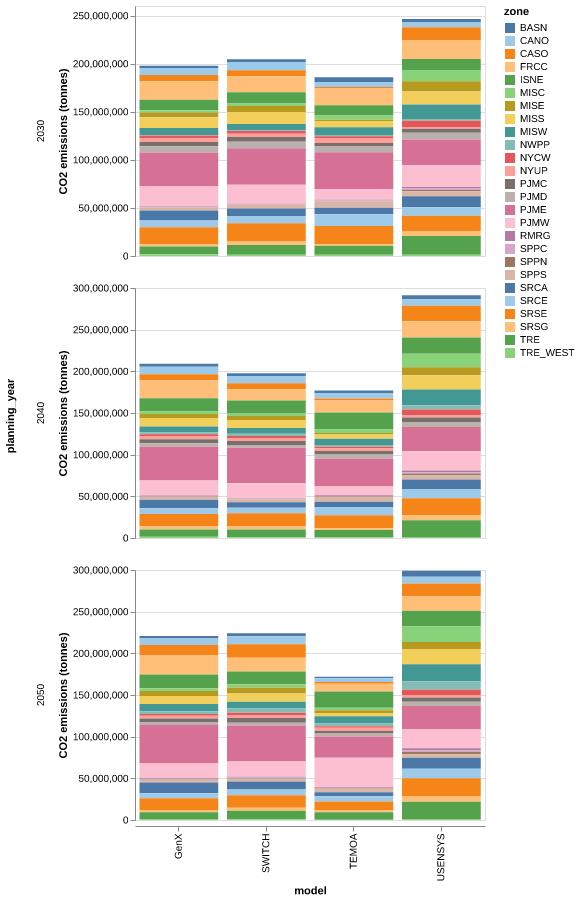 zone
BASN
CANO
CASO
FRCC
ISNE
MISC
MISE
MISS
MISW
NWPP
NYCW
NYUP
PJMC
PJMD
PJME
PJMW
RMRG
SPPC
SPPN
SPPS
SRCA
SRCE
SRSE
SRSG
TRE
TRE_WEST
planning_year
2030
CO2 emissions (tonnes)
250,000,000
200,000,000
150,000,000
100,000,000
50,000,000
0
2040
CO2 emissions (tonnes)
300,000,000
250,000,000
200,000,000
150,000,000
100,000,000
50,000,000
0
2050
CO2 emissions (tonnes)
300,000,000
250,000,000
200,000,000
150,000,000
100,000,000
50,000,000
0
GenX
SWITCH
TEMOA
USENSYS
model